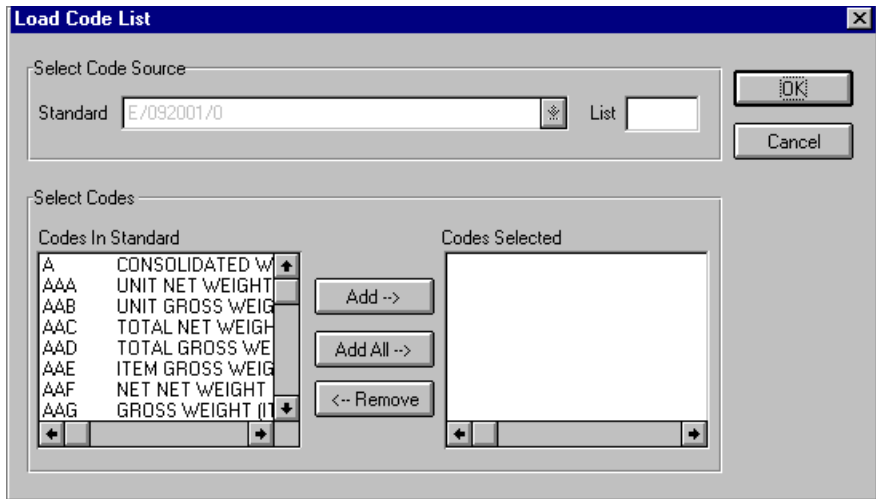 Load Code List
Select Code Source
Standard E/092001/0 List
OK
Cancel
Select Codes
Codes In Standard
Codes Selected
A CONSOLIDATED W
AAA UNIT NET WEIGHT
AAB UNIT GROSS WEIG
AAC TOTAL NET WEIGH
AAD TOTAL GROSS WE
AAE ITEM GROSS WEIG
AAF NET NET WEIGHT
AAG GROSS WEIGHT (IT
Add -->
Add All -->
<-- Remove